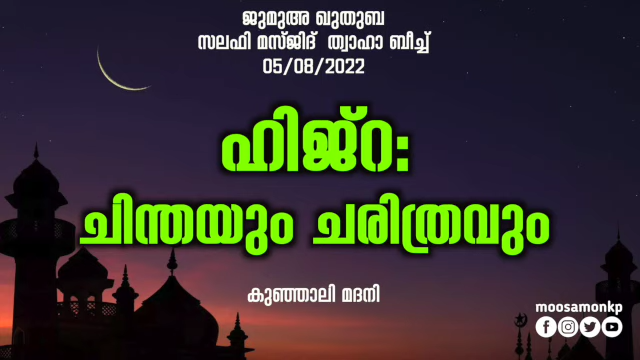 ജുമുഅ ഖുതുബ
സലഫി മസ്ജിദ് ത്വാഹാ ബീച്ച്
05/08/2022
ഹിജ്റ:
ചിന്തയും ചരിത്രവും
കുഞ്ഞാലി മദനി
moosamonkp